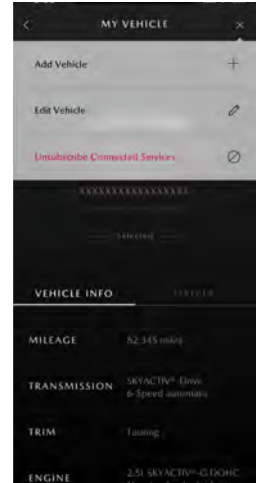 MY VEHICLE
Add Vehicle
Edit Vehicle
Unsubscribe Connected Services
Selected
VEHICLE INFO
MILEAGE 52,345 miles
TRANSMISSION SKYACTIV®-Drive
6-Speed automatic
TRIM Touring
ENGINE 2.5L SKYACTIV®-G DOHC